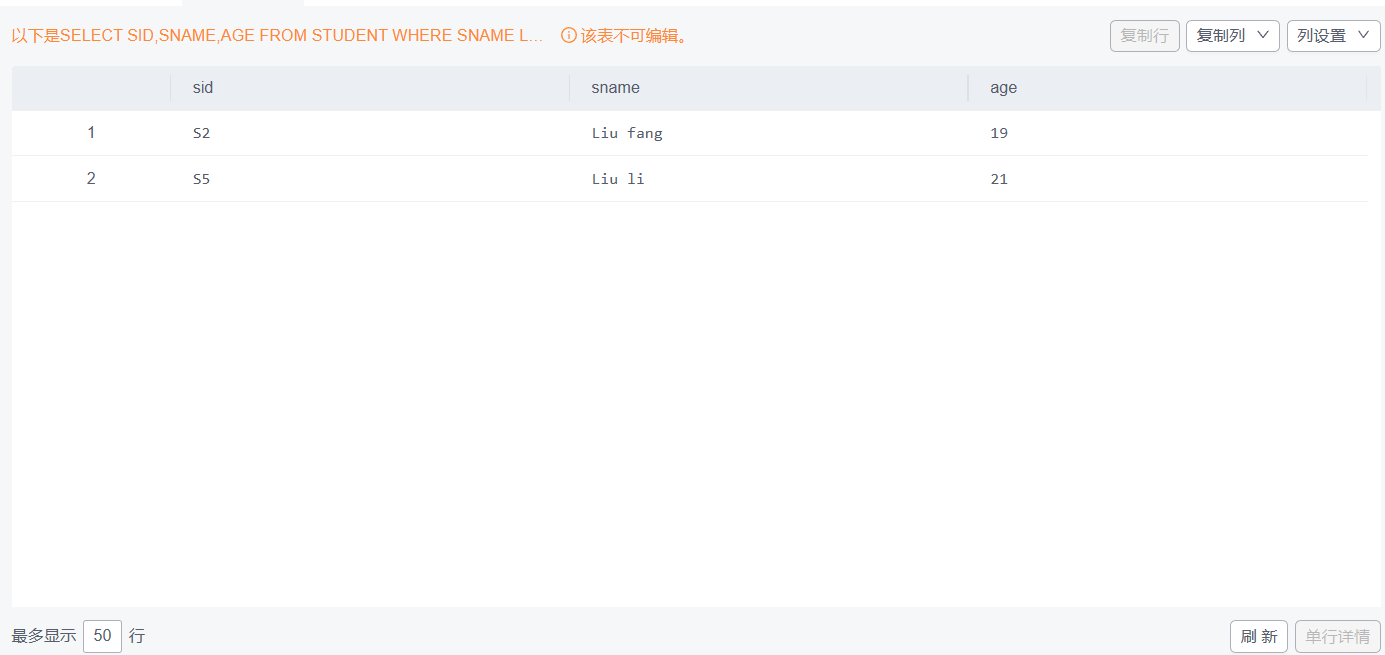 以下是SELECT SID,SNAME,AGE FROM STUDENT WHERE SNAME L... 该表不可编辑。 复制行 复制列 列设置
sid sname age
1 S2 Liu fang 19
2 S5 Liu li 21
最多显示 50 行 刷 新 单行详情